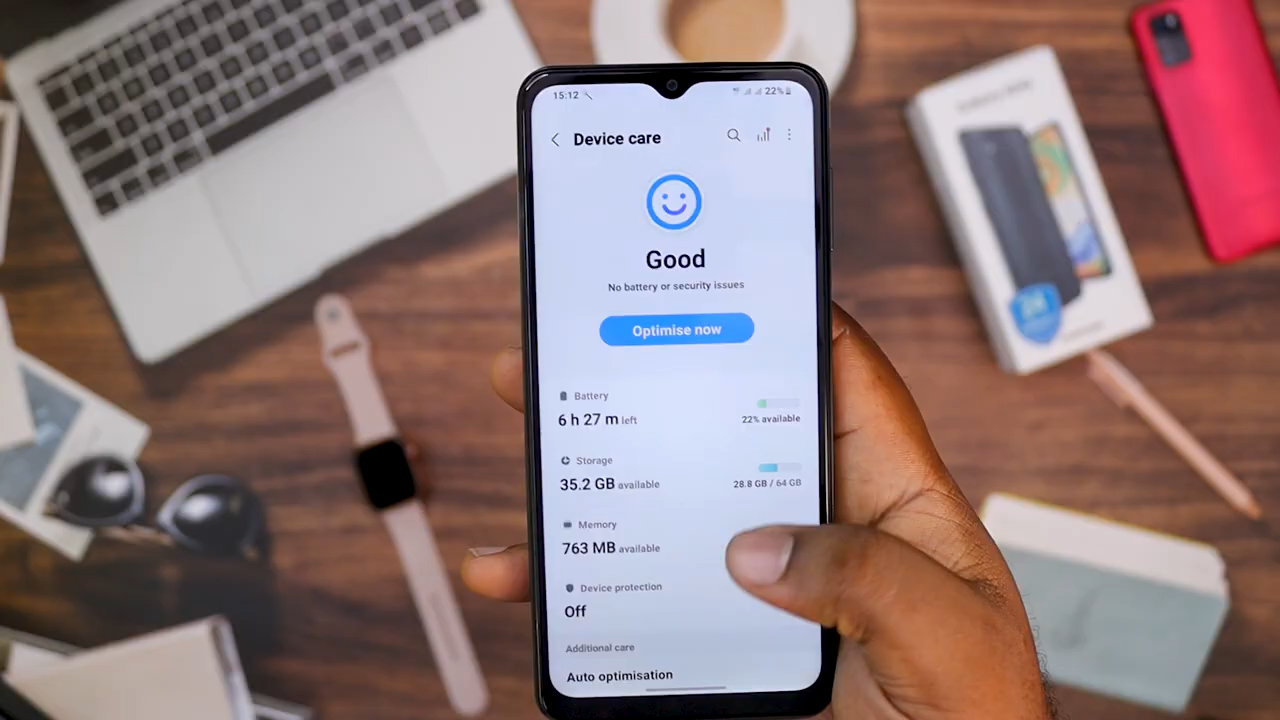 15:12
22%
Device care
Good
No battery or security issues
Optimise now
Battery
6 h 27 m left
22% available
Storage
35.2 GB available
28.8 GB / 64 GB
Memory
763 MB available
Device protection
Off
Additional care
Auto optimisation